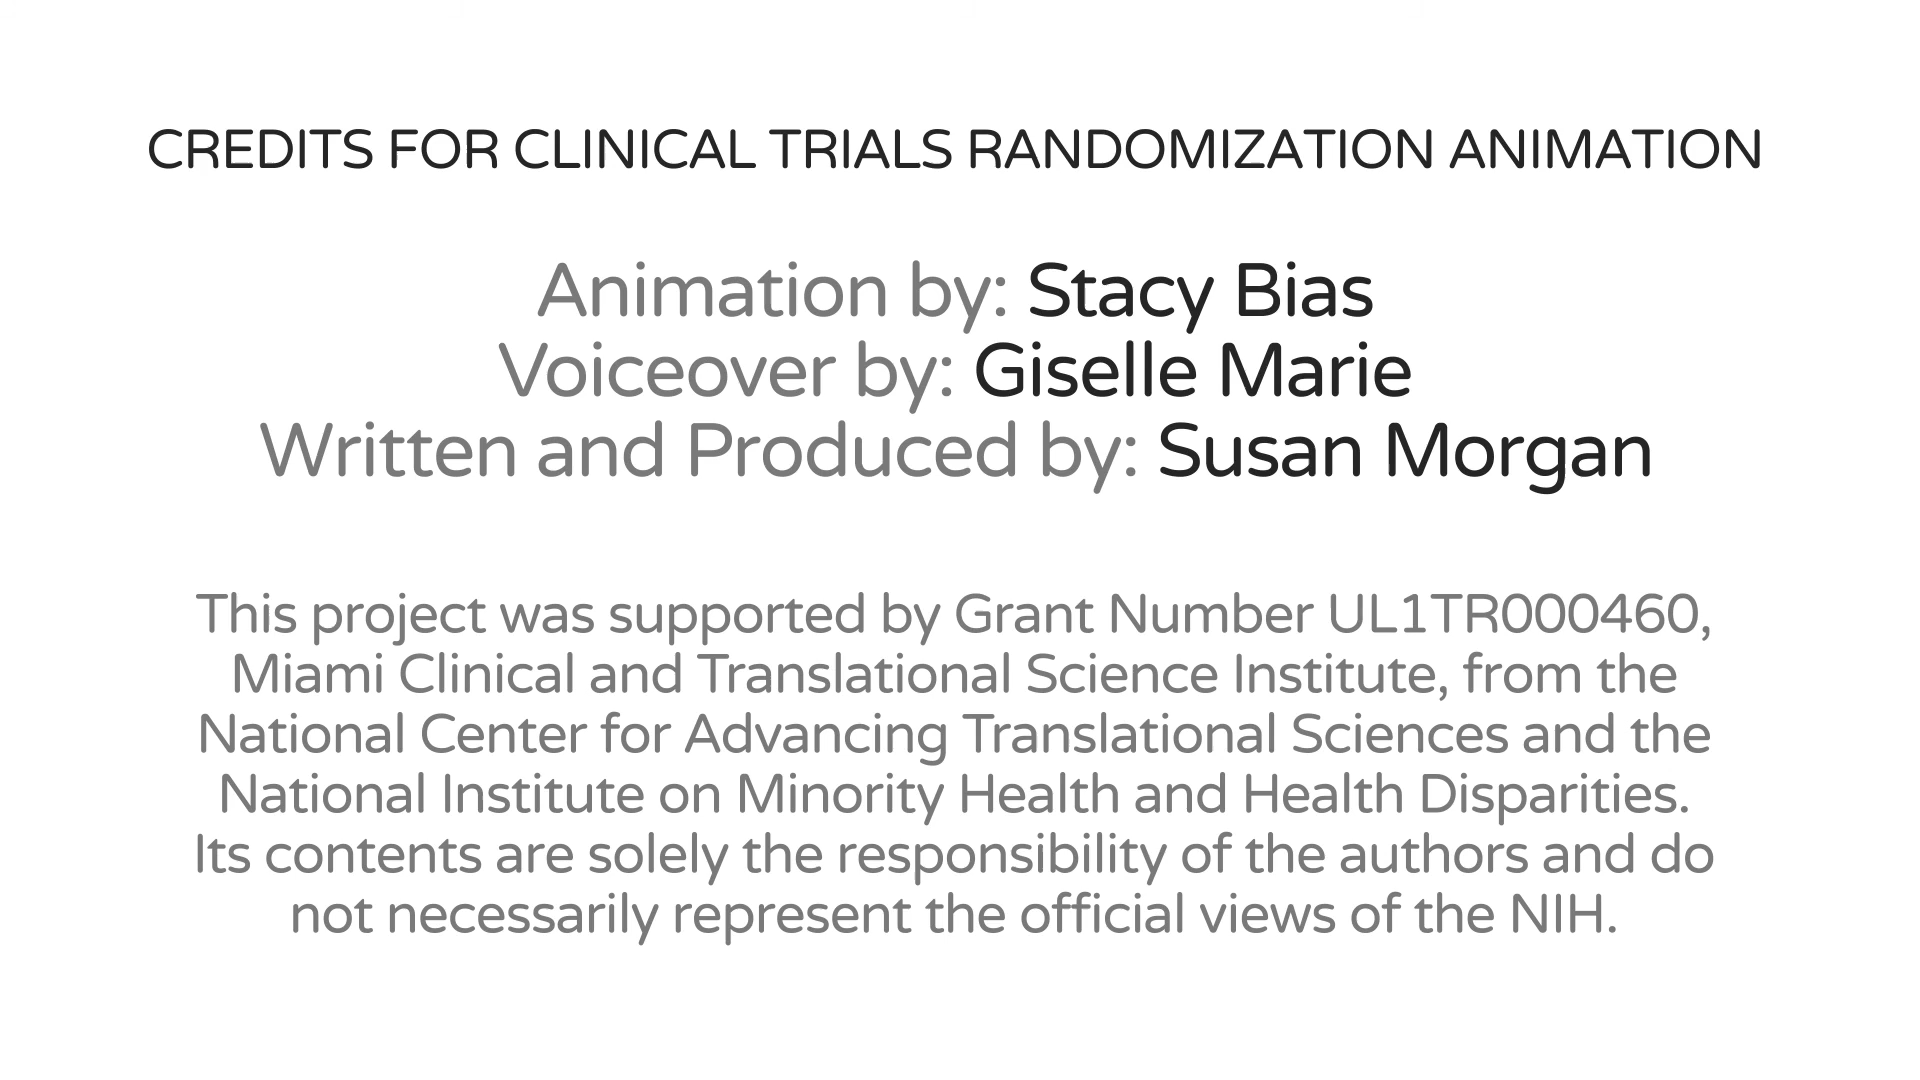 CREDITS FOR CLINICAL TRIALS RANDOMIZATION ANIMATION
Animation by: Stacy Bias
Voiceover by: Giselle Marie
Written and Produced by: Susan Morgan
This project was supported by Grant Number UL1TR000460,
Miami Clinical and Translational Science Institute, from the
National Center for Advancing Translational Sciences and the
National Institute on Minority Health and Health Disparities.
Its contents are solely the responsibility of the authors and do
not necessarily represent the official views of the NIH.